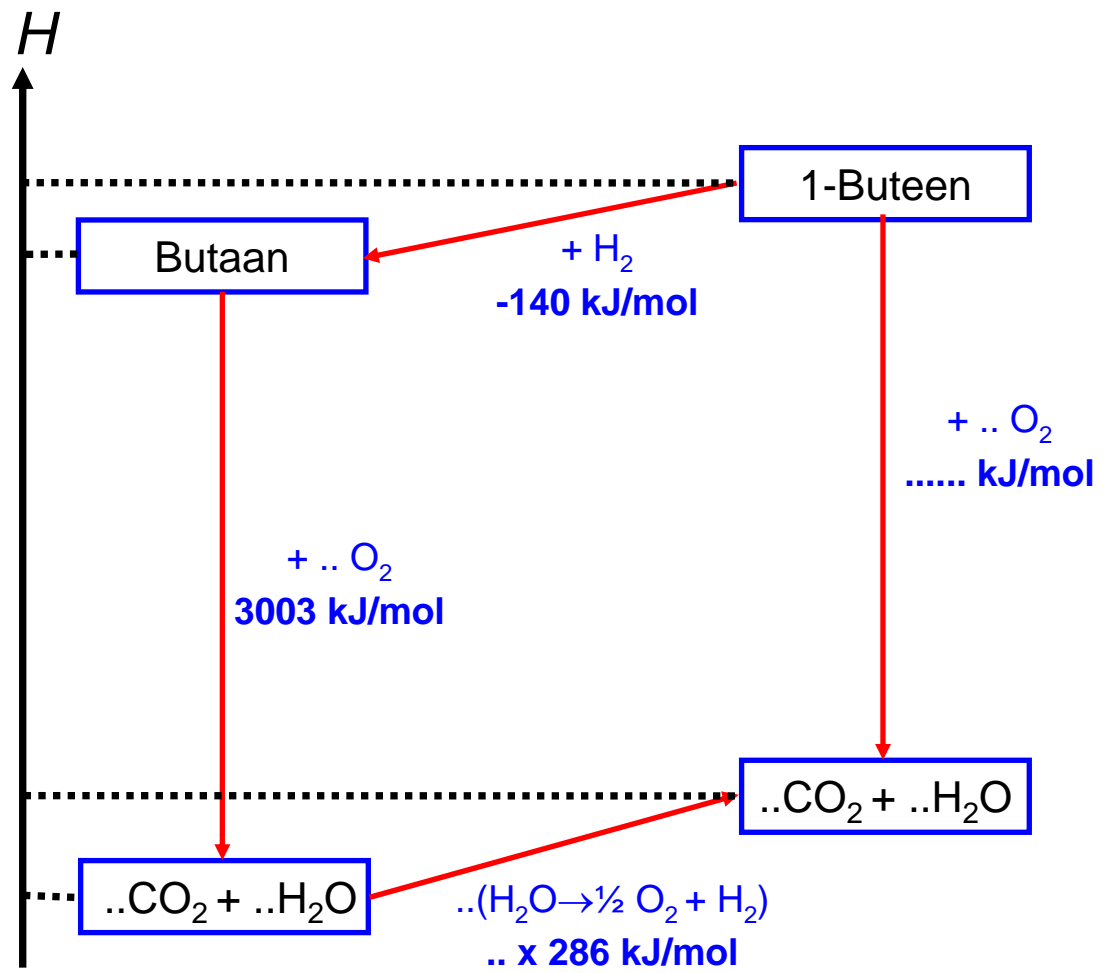 H
1-Buteen
Butaan
+ H₂
-140 kJ/mol
+ .. O₂
...... kJ/mol
+ .. O₂
3003 kJ/mol
..CO₂ + ..H₂O
..CO₂ + ..H₂O
..(H₂O→½ O₂ + H₂)
.. x 286 kJ/mol